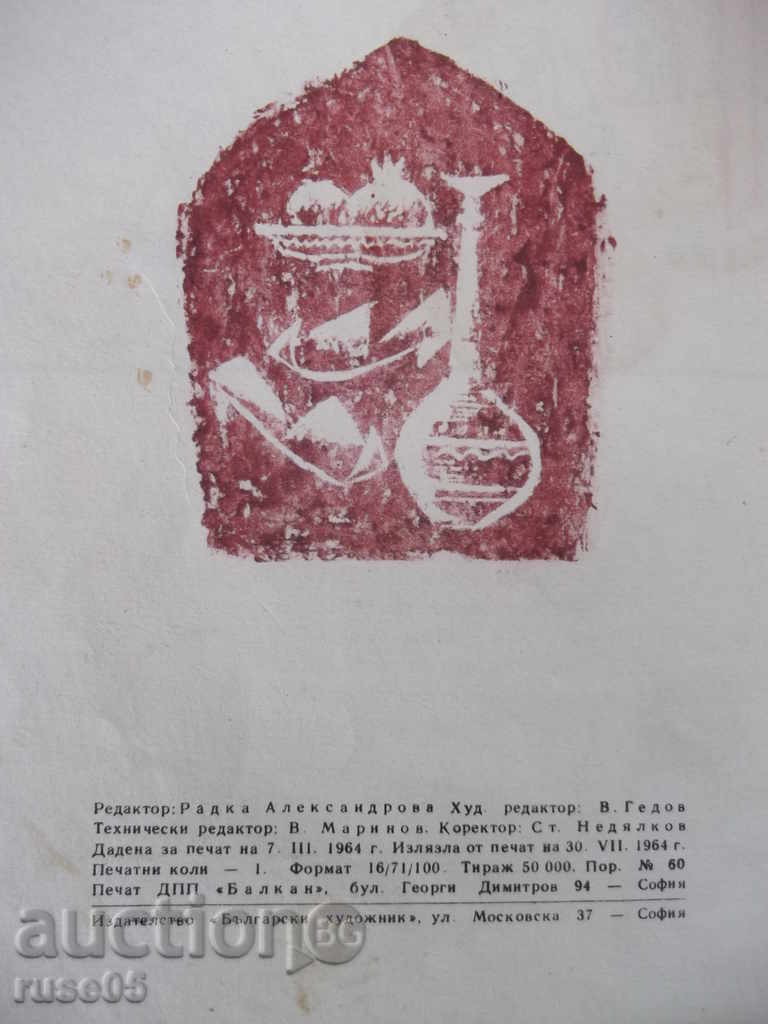 Редактор: Радка Александрова Худ. редактор: В. Гедов
Технически редактор: В. Маринов. Коректор: Ст. Недялков
Дадена за печат на 7. III. 1964 г. Излязла от печат на 30. VII. 1964 г.
Печатни коли — 1. Формат 16/71/100. Тираж 50 000. Пор. № 60
Печат ДПП «Балкан», бул. Георги Димитров 94 — София
Издателство «Български художник», ул. Московска 37 — София
auction BG
ruse05